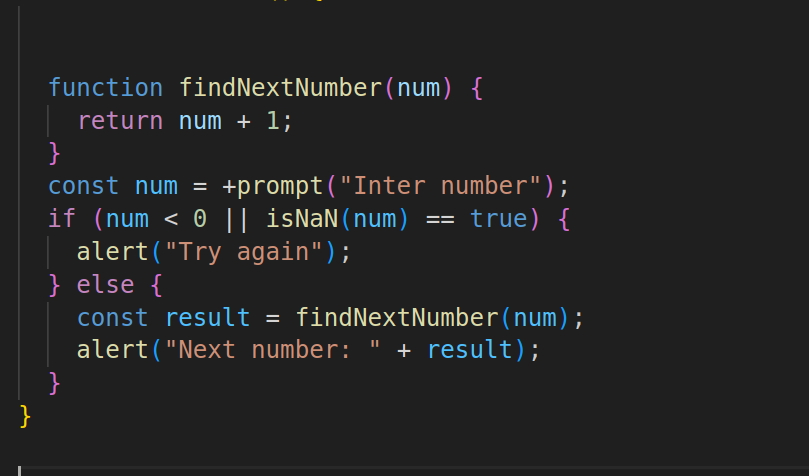 function findNextNumber(num) {
return num + 1;
}
const num = +prompt("Inter number");
if (num < 0 || isNaN(num) == true) {
alert("Try again");
} else {
const result = findNextNumber(num);
alert("Next number: " + result);
}
}